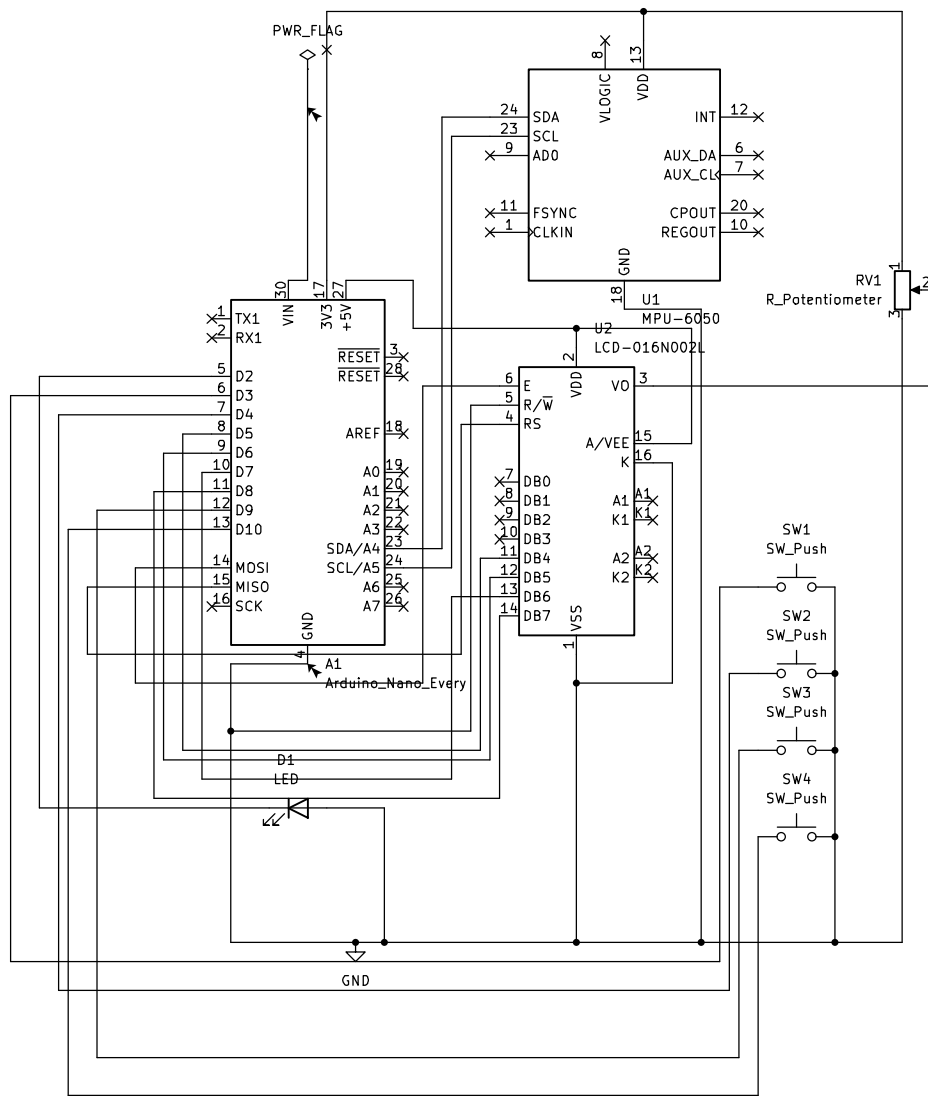 PWR_FLAG
8
VLOGIC
13
VDD
24 SDA
23 SCL
9 AD0
11 FSYNC
1 CLKIN
INT 12
AUX_DA 6
AUX_CL 7
CPOUT 20
REGOUT 10
GND
18
U1
MPU-6050
RV1
R_Potentiometer
1
2
3
30
VIN
17
3V3
27
+5V
1 TX1
2 RX1
RESET 3
RESET 28
5 D2
6 D3
7 D4
8 D5
9 D6
10 D7
11 D8
12 D9
13 D10
14 MOSI
15 MISO
16 SCK
AREF 18
A0 19
A1 20
A2 21
A3 22
SDA/A4 23
SCL/A5 24
A6 25
A7 26
GND
4
A1
Arduino_Nano_Every
U2
LCD-016N002L
2
VDD
6 E
5 R/W
4 RS
7 DB0
8 DB1
9 DB2
10 DB3
11 DB4
12 DB5
13 DB6
14 DB7
VO 3
A/VEE 15
K 16
A1 A1
K1 K1
A2 A2
K2 K2
VSS
1
SW1
SW_Push
SW2
SW_Push
SW3
SW_Push
SW4
SW_Push
D1
LED
GND